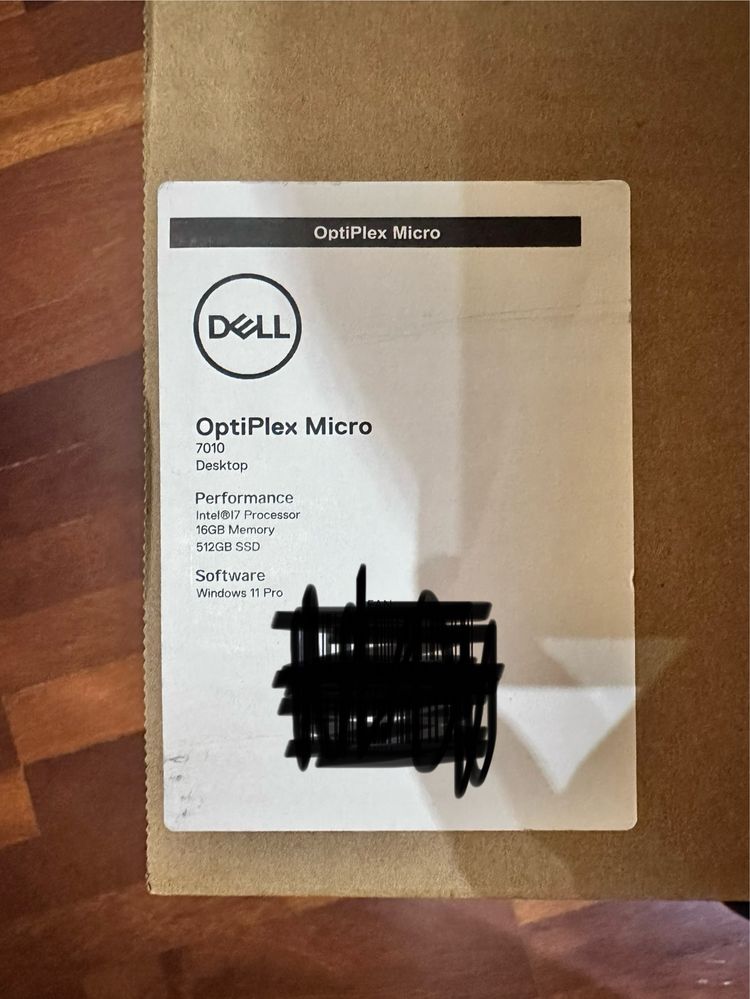 OptiPlex Micro
DELL
OptiPlex Micro
7010
Desktop
Performance
Intel®I7 Processor
16GB Memory
512GB SSD
Software
Windows 11 Pro